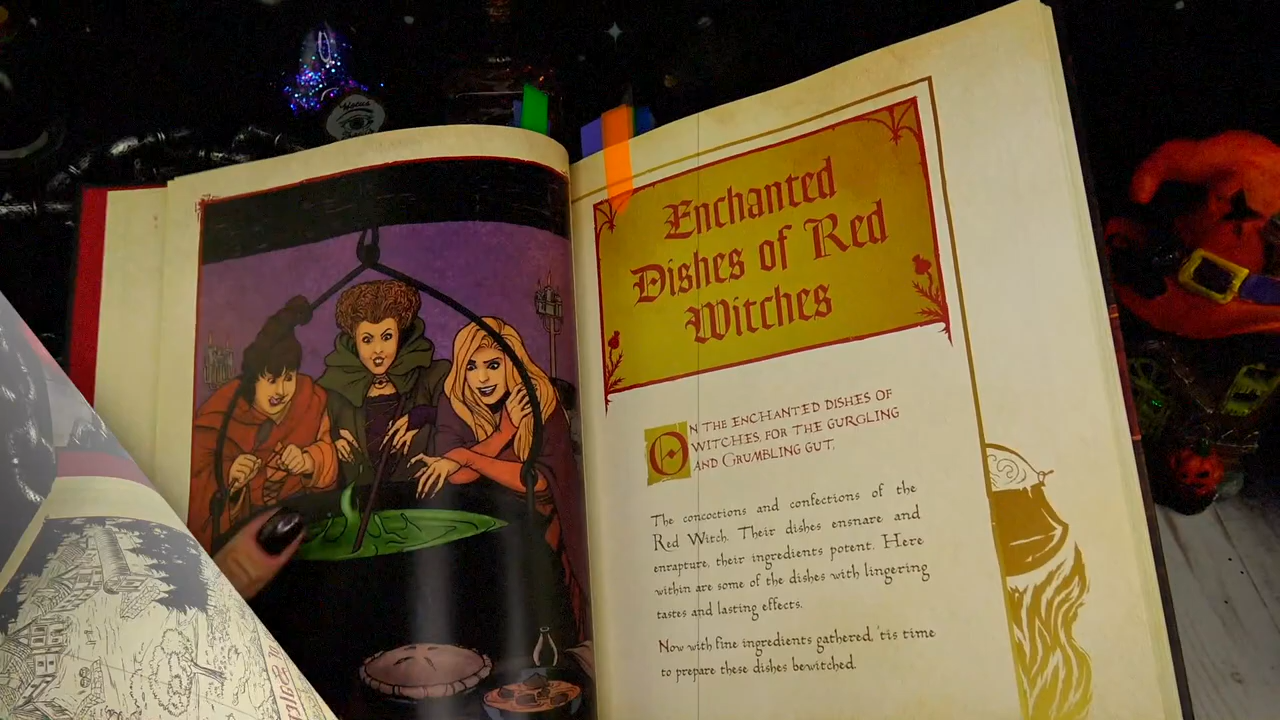 Hocus
Enchanted
Dishes of Red
Witches
ON THE ENCHANTED DISHES OF
WITCHES, FOR THE GURGLING
AND GRUMBLING GUT,
The concoctions and confections of the
Red Witch. Their dishes ensnare and
enrapture, their ingredients potent. Here
within are some of the dishes with lingering
tastes and lasting effects.
Now with fine ingredients gathered 'tis time
to prepare these dishes bewitched.